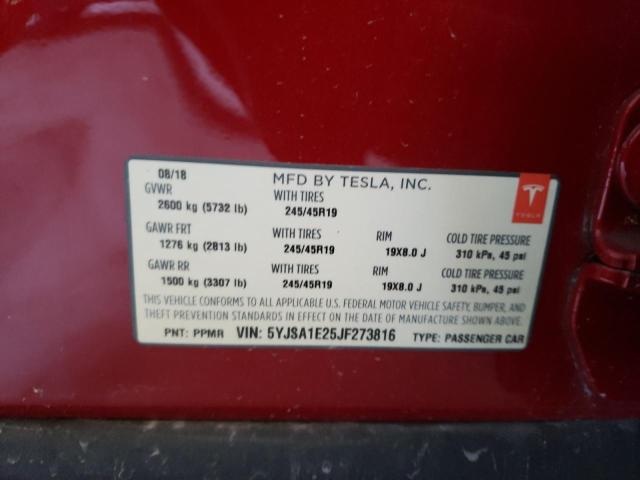 08/18 MFD BY TESLA, INC.
GVWR WITH TIRES
2600 kg (5732 lb) 245/45R19
TESLA
GAWR FRT WITH TIRES RIM COLD TIRE PRESSURE
1276 kg (2813 lb) 245/45R19 19X8.0 J 310 kPa, 45 psi
GAWR RR WITH TIRES RIM COLD TIRE PRESSURE
1500 kg (3307 lb) 245/45R19 19X8.0 J 310 kPa, 45 psi
THIS VEHICLE CONFORMS TO ALL APPLICABLE U.S. FEDERAL MOTOR VEHICLE SAFETY, BUMPER, AND
THEFT PREVENTION STANDARDS IN EFFECT ON THE DATE OF MANUFACTURE SHOWN ABOVE.
PNT: PPMR VIN: 5YJSA1E25JF273816 TYPE: PASSENGER CAR